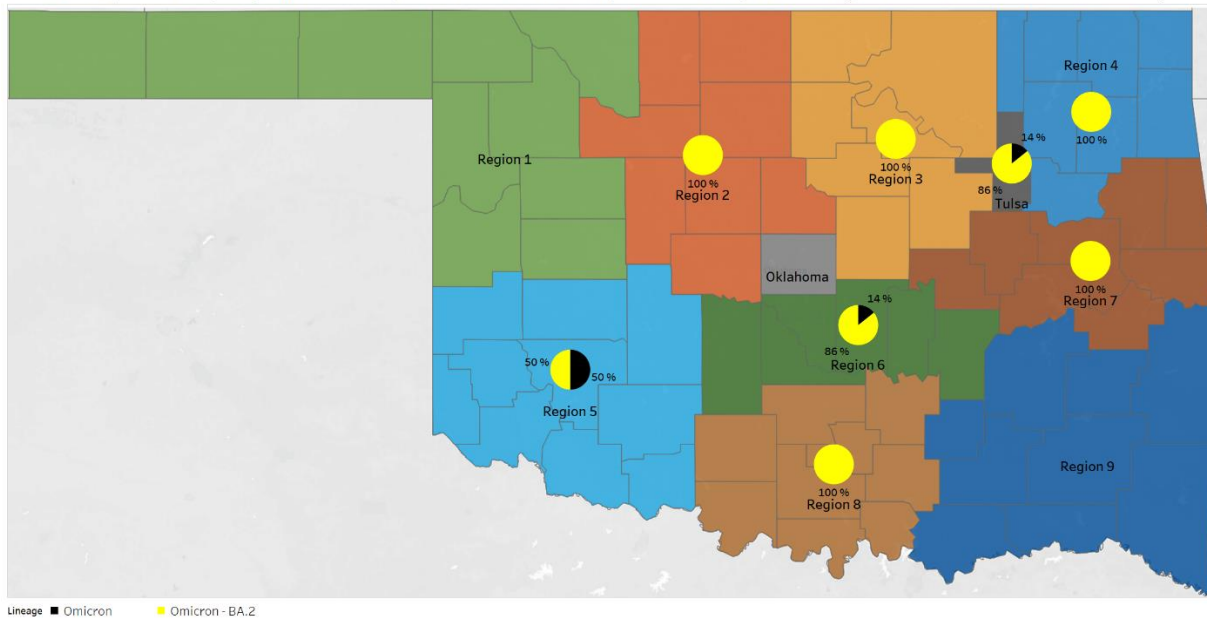 Region 4
14 %
100 %
Region 1
100 %
Region 2
100 %
Region 3
86 %
Tulsa
Oklahoma
100 %
Region 7
14 %
86 %
Region 6
50 %
50 %
Region 5
Region 9
100 %
Region 8
Lineage Omicron Omicron - BA.2